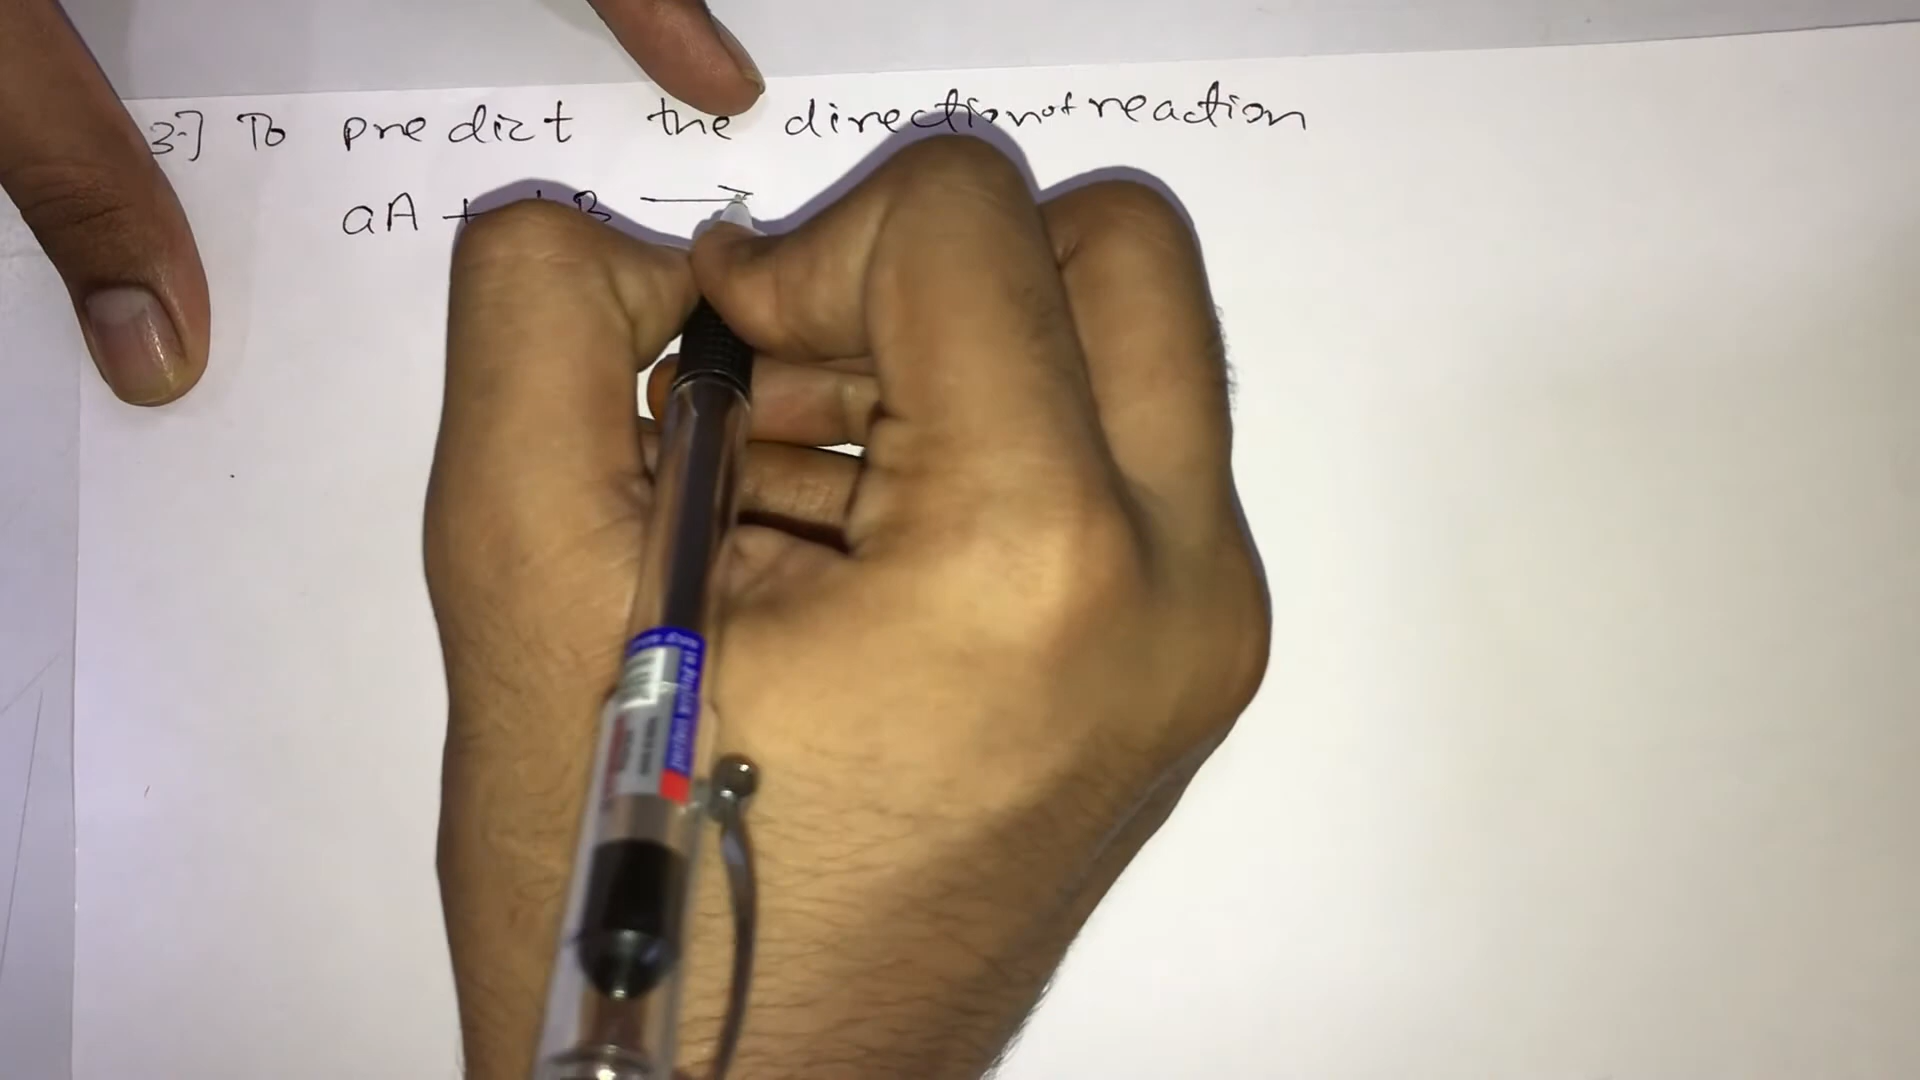 3.] To predict the direction of reaction
aA + B →